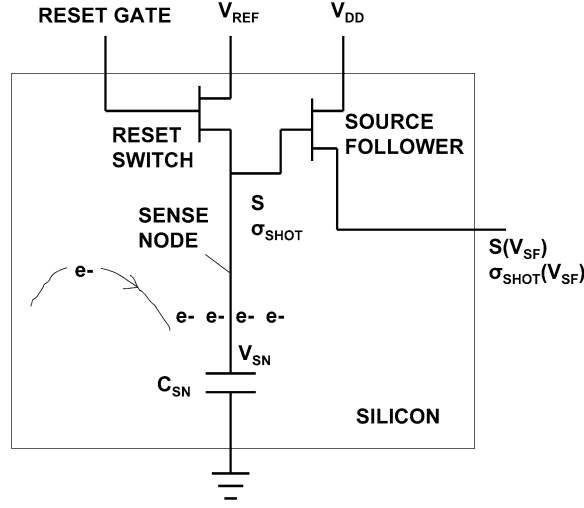 RESET GATE
V_REF
V_DD
RESET
SWITCH
SOURCE
FOLLOWER
S
σ_SHOT
SENSE
NODE
S(V_SF)
σ_SHOT(V_SF)
e-
e- e- e- e-
V_SN
C_SN
SILICON